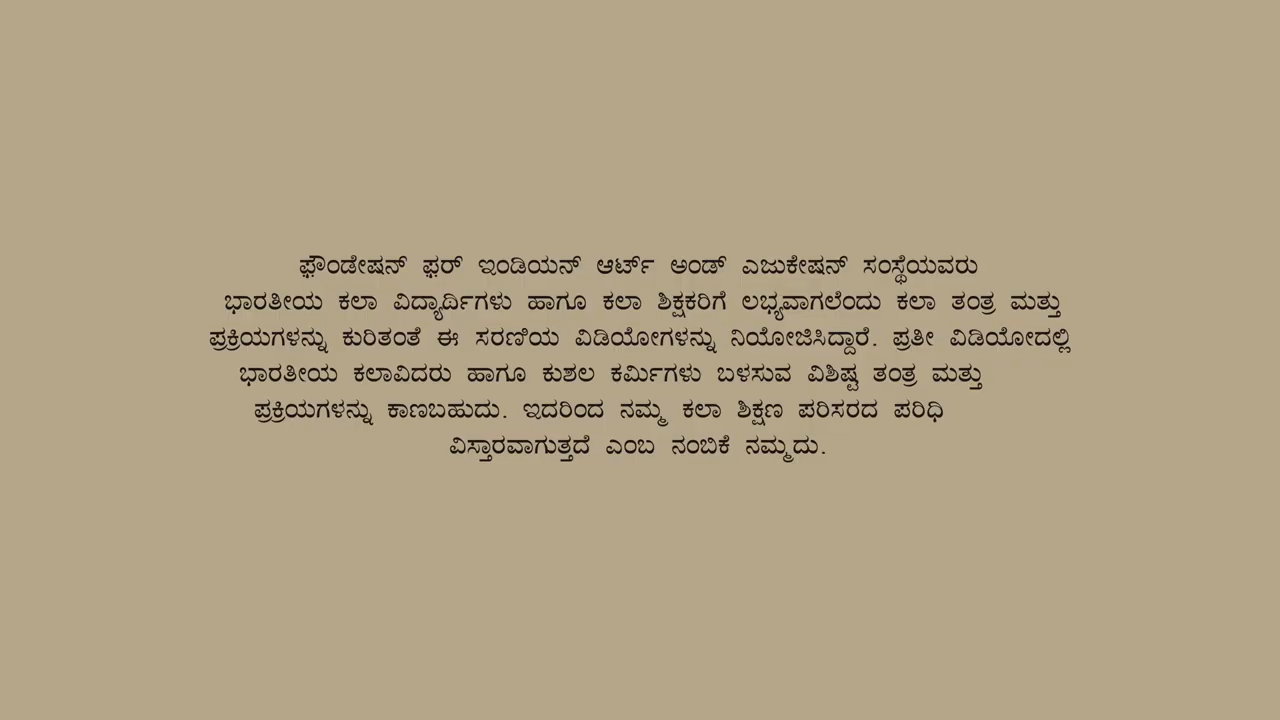 ಫ಼ೌಂಡೇಷನ್ ಫ಼ರ್ ಇಂಡಿಯನ್ ಆರ್ಟ್ ಅಂಡ್ ಎಜುಕೇಷನ್ ಸಂಸ್ಥೆಯವರು
ಭಾರತೀಯ ಕಲಾ ವಿದ್ಯಾರ್ಥಿಗಳು ಹಾಗೂ ಕಲಾ ಶಿಕ್ಷಕರಿಗೆ ಲಭ್ಯವಾಗಲೆಂದು ಕಲಾ ತಂತ್ರ ಮತ್ತು
ಪ್ರಕ್ರಿಯಗಳನ್ನು ಕುರಿತಂತೆ ಈ ಸರಣಿಯ ವಿಡಿಯೋಗಳನ್ನು ನಿಯೋಜಿಸಿದ್ದಾರೆ. ಪ್ರತೀ ವಿಡಿಯೋದಲ್ಲಿ
ಭಾರತೀಯ ಕಲಾವಿದರು ಹಾಗೂ ಕುಶಲ ಕರ್ಮಿಗಳು ಬಳಸುವ ವಿಶಿಷ್ಟ ತಂತ್ರ ಮತ್ತು
ಪ್ರಕ್ರಿಯಗಳನ್ನು ಕಾಣಬಹುದು. ಇದರಿಂದ ನಮ್ಮ ಕಲಾ ಶಿಕ್ಷಣ ಪರಿಸರದ ಪರಿಧಿ
ವಿಸ್ತಾರವಾಗುತ್ತದೆ ಎಂಬ ನಂಬಿಕೆ ನಮ್ಮದು.